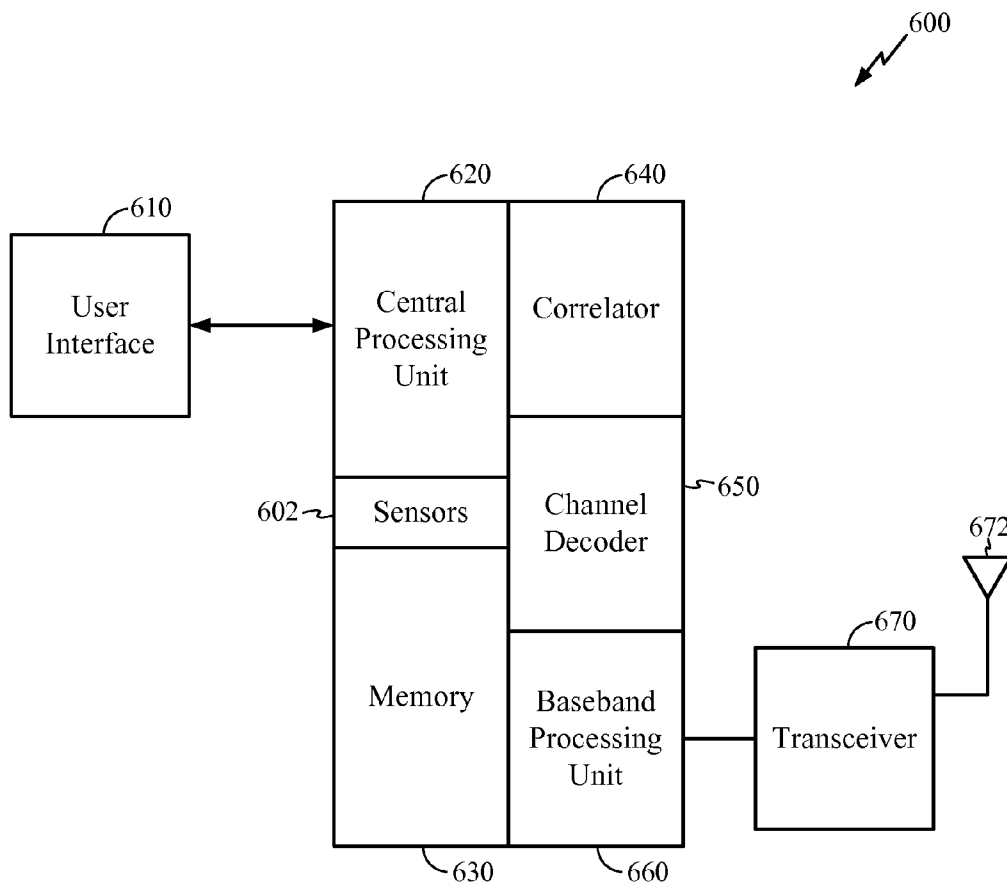 600
620
640
610
User
Interface
Central
Processing
Unit
Correlator
602
Sensors
Channel
Decoder
650
672
670
Memory
Baseband
Processing
Unit
Transceiver
630
660